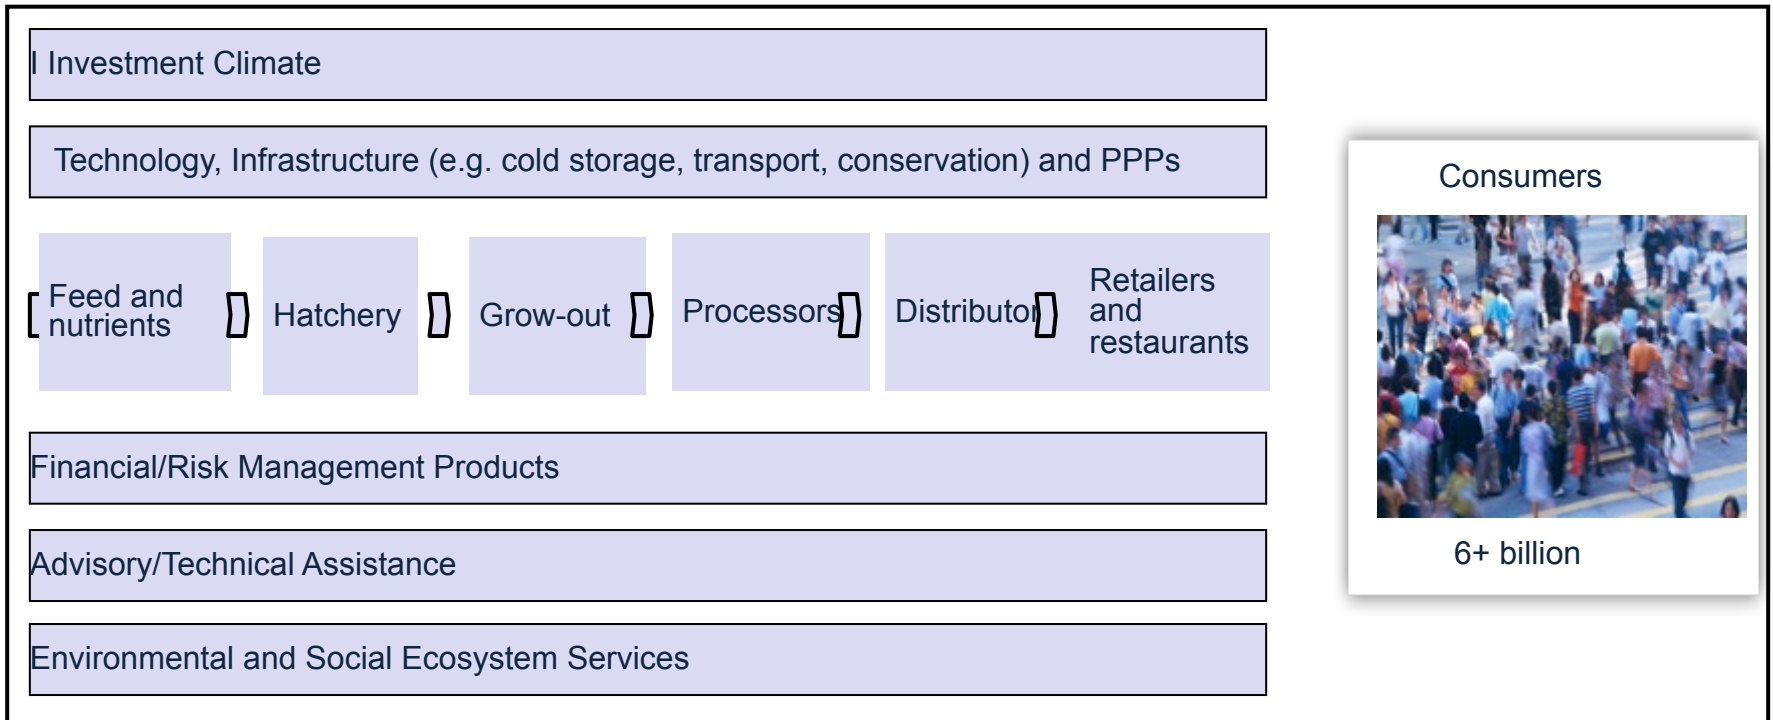 I Investment Climate
Technology, Infrastructure (e.g. cold storage, transport, conservation) and PPPs
Feed and
nutrients
Hatchery
Grow-out
Processors
Distributor
Retailers
and
restaurants
Financial/Risk Management Products
Advisory/Technical Assistance
Environmental and Social Ecosystem Services
Consumers
6+ billion